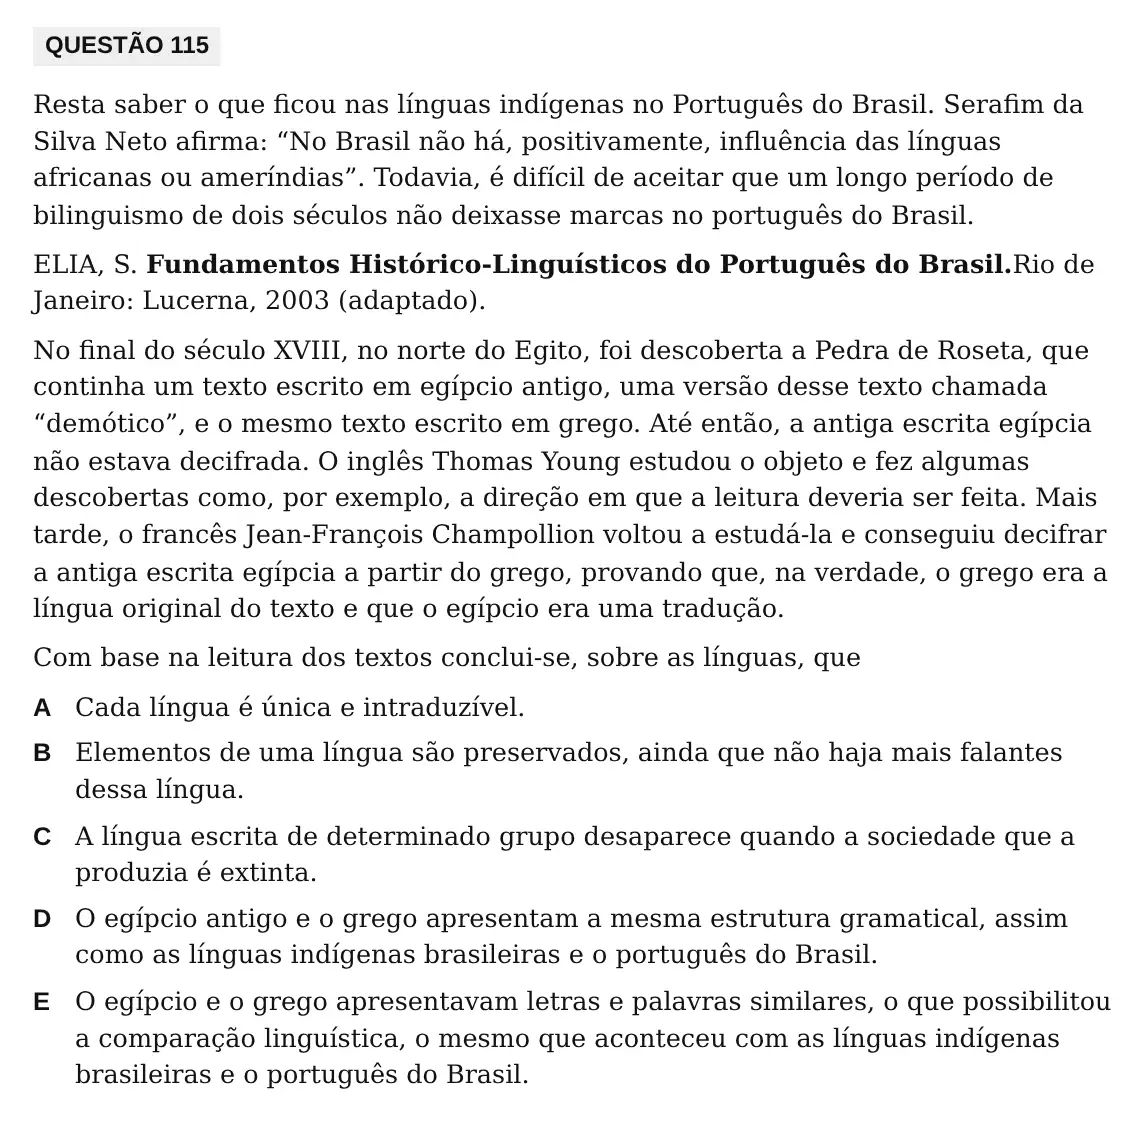 QUESTÃO 115
Resta saber o que ficou nas línguas indígenas no Português do Brasil. Serafim da
Silva Neto afirma: “No Brasil não há, positivamente, influência das línguas
africanas ou ameríndias”. Todavia, é difícil de aceitar que um longo período de
bilinguismo de dois séculos não deixasse marcas no português do Brasil.
ELIA, S. Fundamentos Histórico-Linguísticos do Português do Brasil.Rio de
Janeiro: Lucerna, 2003 (adaptado).
No final do século XVIII, no norte do Egito, foi descoberta a Pedra de Roseta, que
continha um texto escrito em egípcio antigo, uma versão desse texto chamada
“demótico”, e o mesmo texto escrito em grego. Até então, a antiga escrita egípcia
não estava decifrada. O inglês Thomas Young estudou o objeto e fez algumas
descobertas como, por exemplo, a direção em que a leitura deveria ser feita. Mais
tarde, o francês Jean-François Champollion voltou a estudá-la e conseguiu decifrar
a antiga escrita egípcia a partir do grego, provando que, na verdade, o grego era a
língua original do texto e que o egípcio era uma tradução.
Com base na leitura dos textos conclui-se, sobre as línguas, que
A Cada língua é única e intraduzível.
B Elementos de uma língua são preservados, ainda que não haja mais falantes
dessa língua.
C A língua escrita de determinado grupo desaparece quando a sociedade que a
produzia é extinta.
D O egípcio antigo e o grego apresentam a mesma estrutura gramatical, assim
como as línguas indígenas brasileiras e o português do Brasil.
E O egípcio e o grego apresentavam letras e palavras similares, o que possibilitou
a comparação linguística, o mesmo que aconteceu com as línguas indígenas
brasileiras e o português do Brasil.